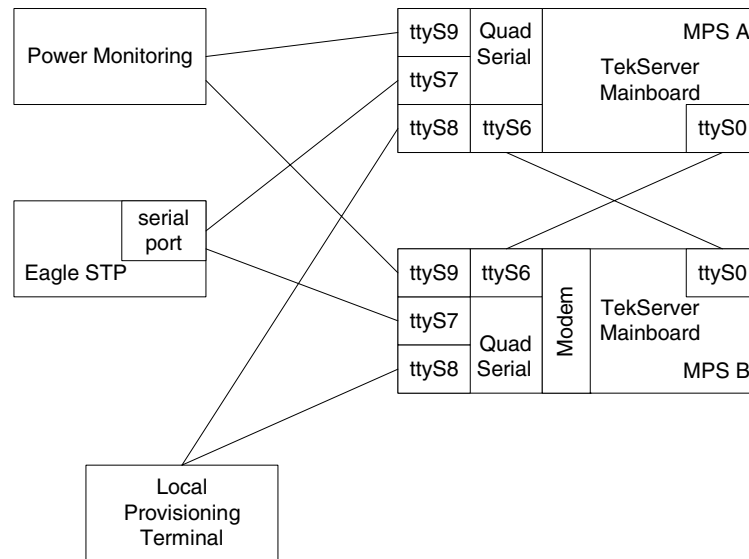 Power Monitoring
ttyS9
Quad
Serial
MPS A
ttyS7
TekServer
Mainboard
ttyS8
ttyS6
ttyS0
serial
port
Eagle STP
ttyS9
ttyS6
Modem
ttyS0
ttyS7
TekServer
Mainboard
Quad
Serial
ttyS8
MPS B
Local
Provisioning
Terminal